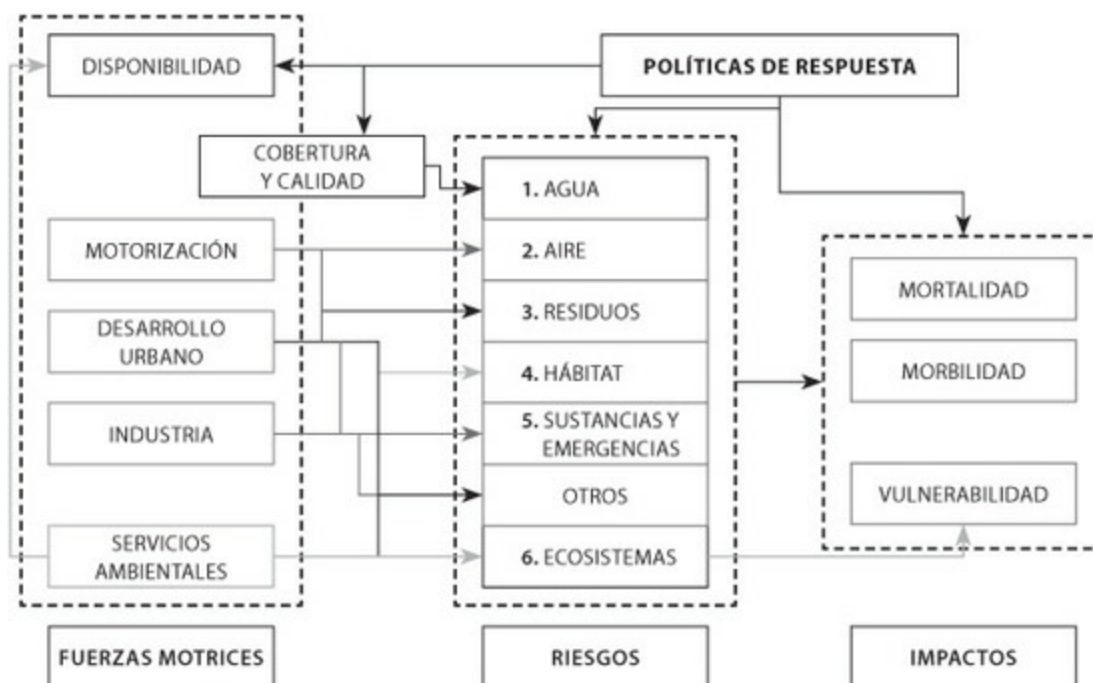 DISPONIBILIDAD
POLÍTICAS DE RESPUESTA
COBERTURA
Y CALIDAD
1. AGUA
MOTORIZACIÓN
2. AIRE
MORTALIDAD
3. RESIDUOS
DESARROLLO
URBANO
4. HÁBITAT
MORBILIDAD
INDUSTRIA
5. SUSTANCIAS Y
EMERGENCIAS
OTROS
VULNERABILIDAD
SERVICIOS
AMBIENTALES
6. ECOSISTEMAS
FUERZAS MOTRICES
RIESGOS
IMPACTOS